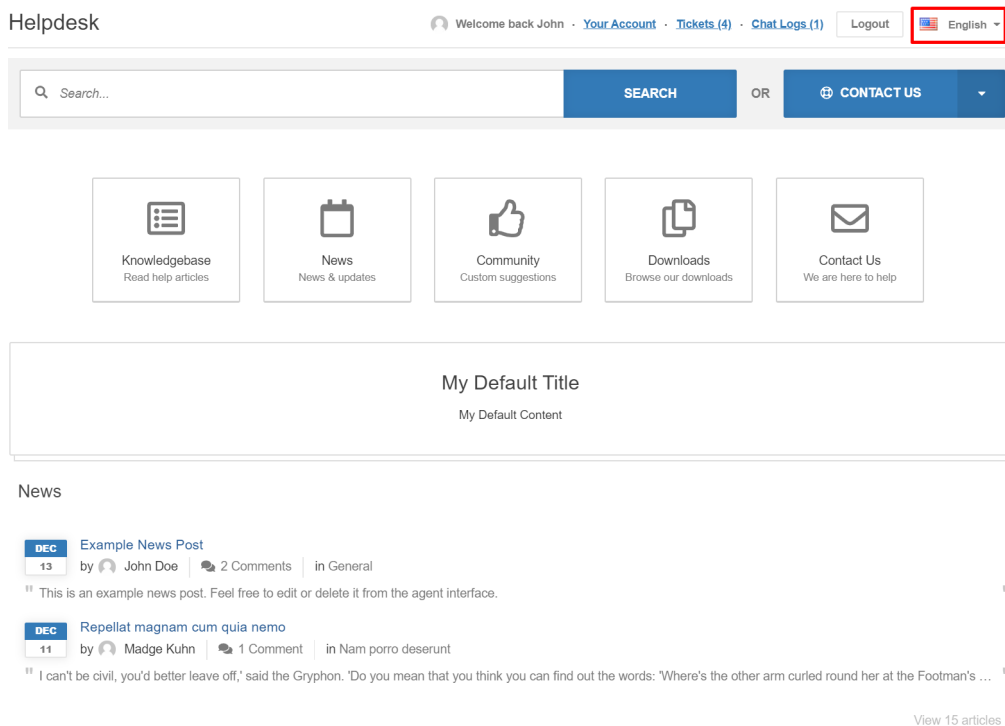 Helpdesk
Welcome back John · Your Account · Tickets (4) · Chat Logs (1) Logout English
Search... SEARCH OR CONTACT US
Knowledgebase News Community Downloads Contact Us
Read help articles News & updates Custom suggestions Browse our downloads We are here to help
My Default Title
My Default Content
News
DEC Example News Post
13 by John Doe 2 Comments in General
" This is an example news post. Feel free to edit or delete it from the agent interface. "
DEC Repellat magnam cum quia nemo
11 by Madge Kuhn 1 Comment in Nam porro deserunt
" I can't be civil, you'd better leave off,' said the Gryphon. 'Do you mean that you think you can find out the words: 'Where's the other arm curled round her at the Footman's ... "
View 15 articles